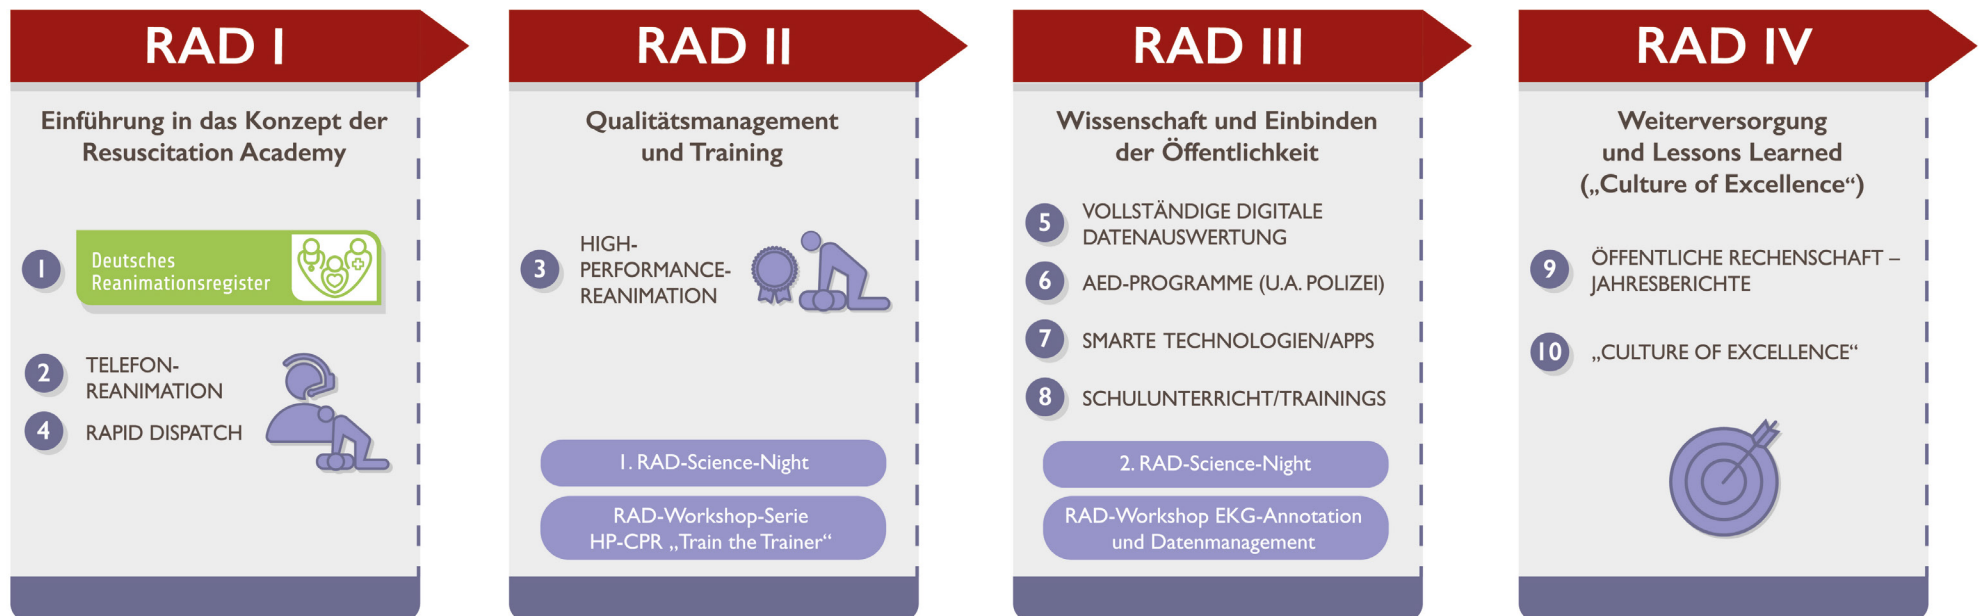 RAD I
Einführung in das Konzept der
Resuscitation Academy
1
Deutsches
Reanimationsregister
2
TELEFON-
REANIMATION
4
RAPID DISPATCH
RAD II
Qualitätsmanagement
und Training
3
HIGH-
PERFORMANCE-
REANIMATION
1. RAD-Science-Night
RAD-Workshop-Serie
HP-CPR „Train the Trainer“
RAD III
Wissenschaft und Einbinden
der Öffentlichkeit
5
VOLLSTÄNDIGE DIGITALE
DATENAUSWERTUNG
6
AED-PROGRAMME (U.A. POLIZEI)
7
SMARTE TECHNOLOGIEN/APPS
8
SCHULUNTERRICHT/TRAININGS
2. RAD-Science-Night
RAD-Workshop EKG-Annotation
und Datenmanagement
RAD IV
Weiterversorgung
und Lessons Learned
(„Culture of Excellence“)
9
ÖFFENTLICHE RECHENSCHAFT –
JAHRESBERICHTE
10
„CULTURE OF EXCELLENCE“